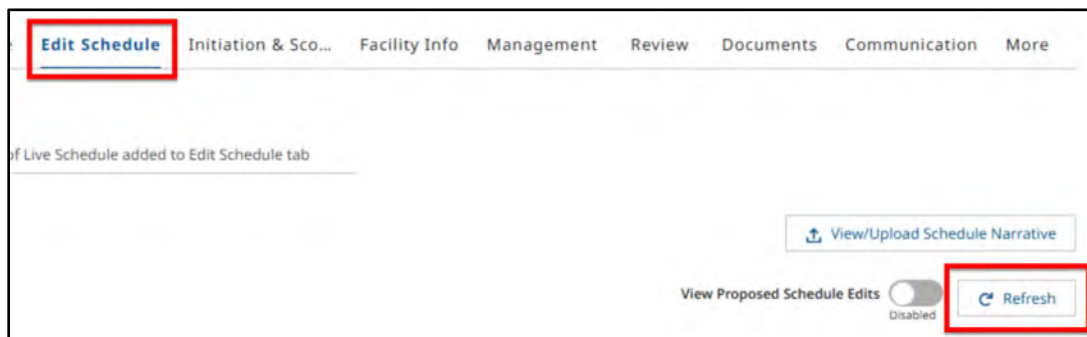 Edit Schedule Initiation & Sco... Facility Info Management Review Documents Communication More
of Live Schedule added to Edit Schedule tab
View/Upload Schedule Narrative
View Proposed Schedule Edits Refresh
Disabled